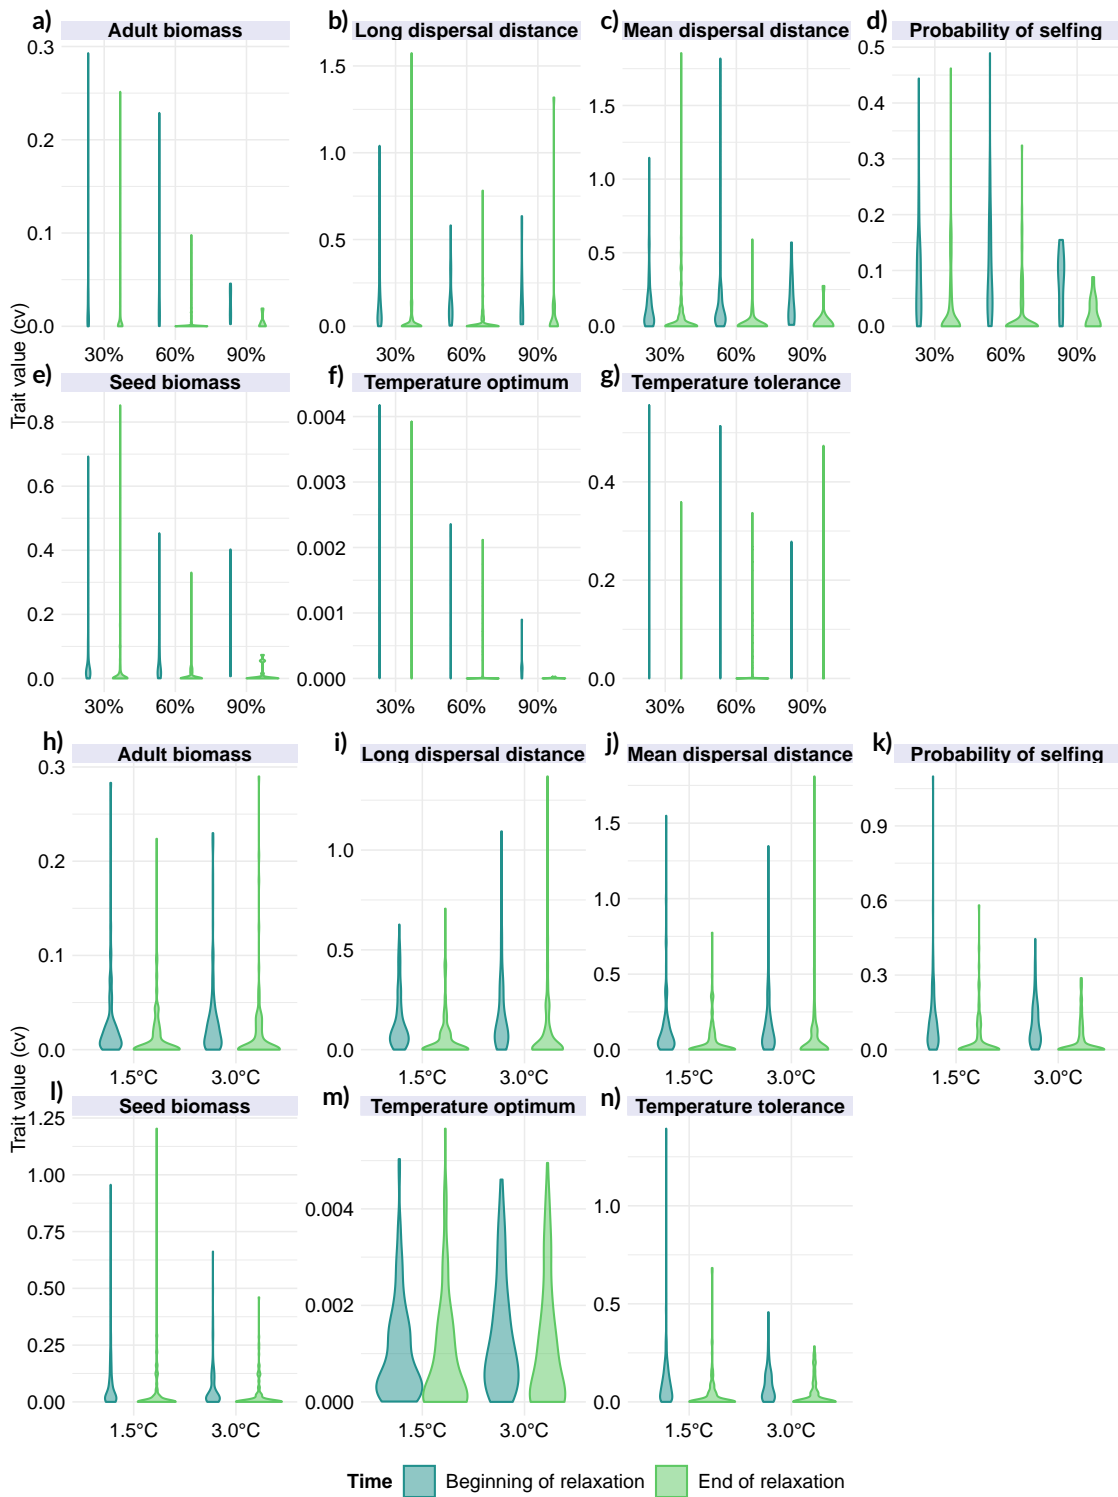 a) Adult biomass b) Long dispersal distance c) Mean dispersal distance d) Probability of selfing
0.3
0.2
0.1
0.0
30% 60% 90%
1.5
1.0
0.5
0.0
30% 60% 90%
1.5
1.0
0.5
0.0
30% 60% 90%
0.5
0.4
0.3
0.2
0.1
0.0
30% 60% 90%
Trait value (cv)
e) Seed biomass f) Temperature optimum g) Temperature tolerance
0.8
0.6
0.4
0.2
0.0
30% 60% 90%
0.004
0.003
0.002
0.001
0.000
30% 60% 90%
0.4
0.2
0.0
30% 60% 90%
h) Adult biomass i) Long dispersal distance j) Mean dispersal distance k) Probability of selfing
0.3
0.2
0.1
0.0
1.5°C 3.0°C
1.0
0.5
0.0
1.5°C 3.0°C
1.5
1.0
0.5
0.0
1.5°C 3.0°C
0.9
0.6
0.3
0.0
1.5°C 3.0°C
Trait value (cv)
l) Seed biomass m) Temperature optimum n) Temperature tolerance
1.25
1.00
0.75
0.50
0.25
0.00
1.5°C 3.0°C
0.004
0.002
0.000
1.5°C 3.0°C
1.0
0.5
0.0
1.5°C 3.0°C
Time Beginning of relaxation End of relaxation